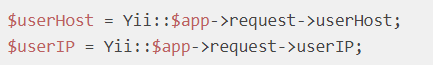 $userHost = Yii::$app->request->userHost;
$userIP = Yii::$app->request->userIP;